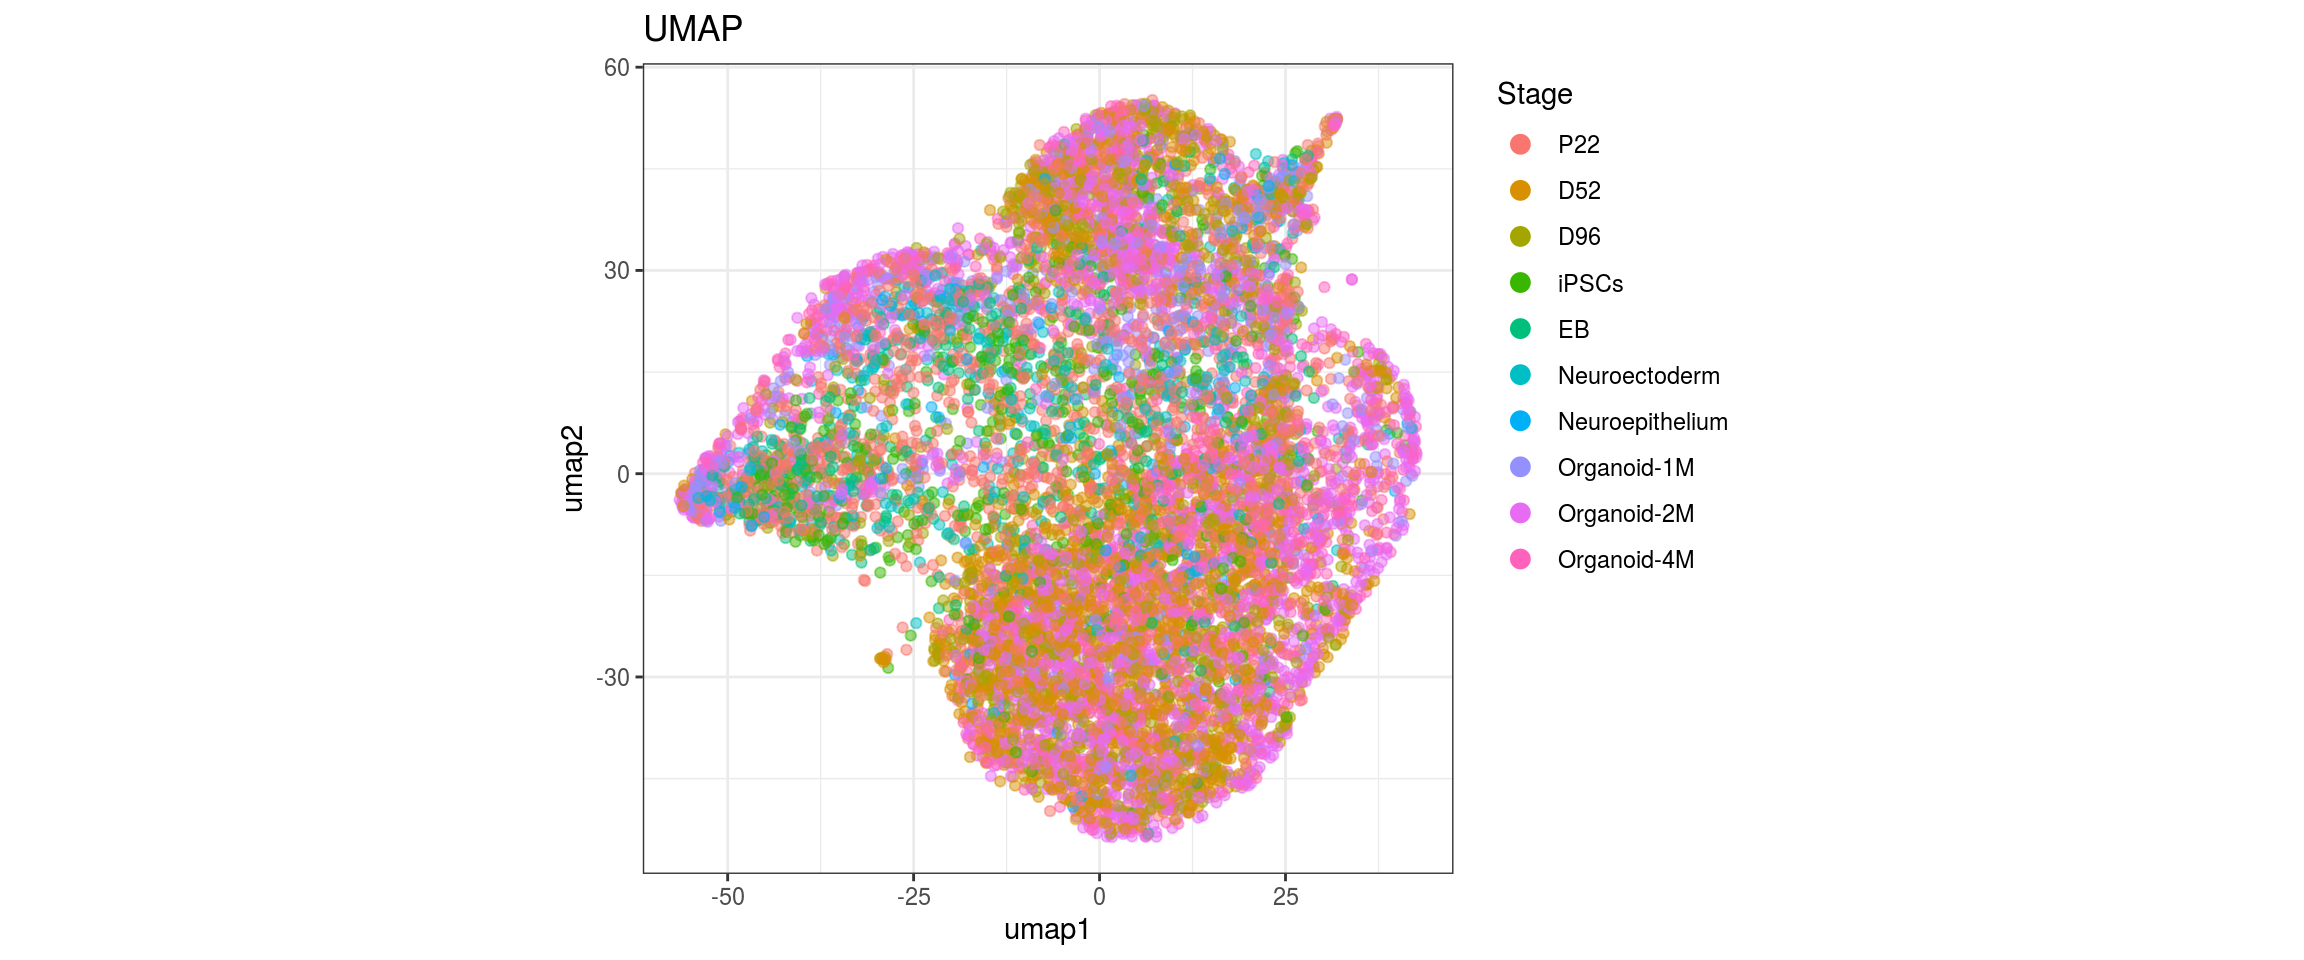 UMAP
60
30
0
-30
umap2
-50
-25
0
25
umap1
Stage
P22
D52
D96
iPSCs
EB
Neuroectoderm
Neuroepithelium
Organoid-1M
Organoid-2M
Organoid-4M